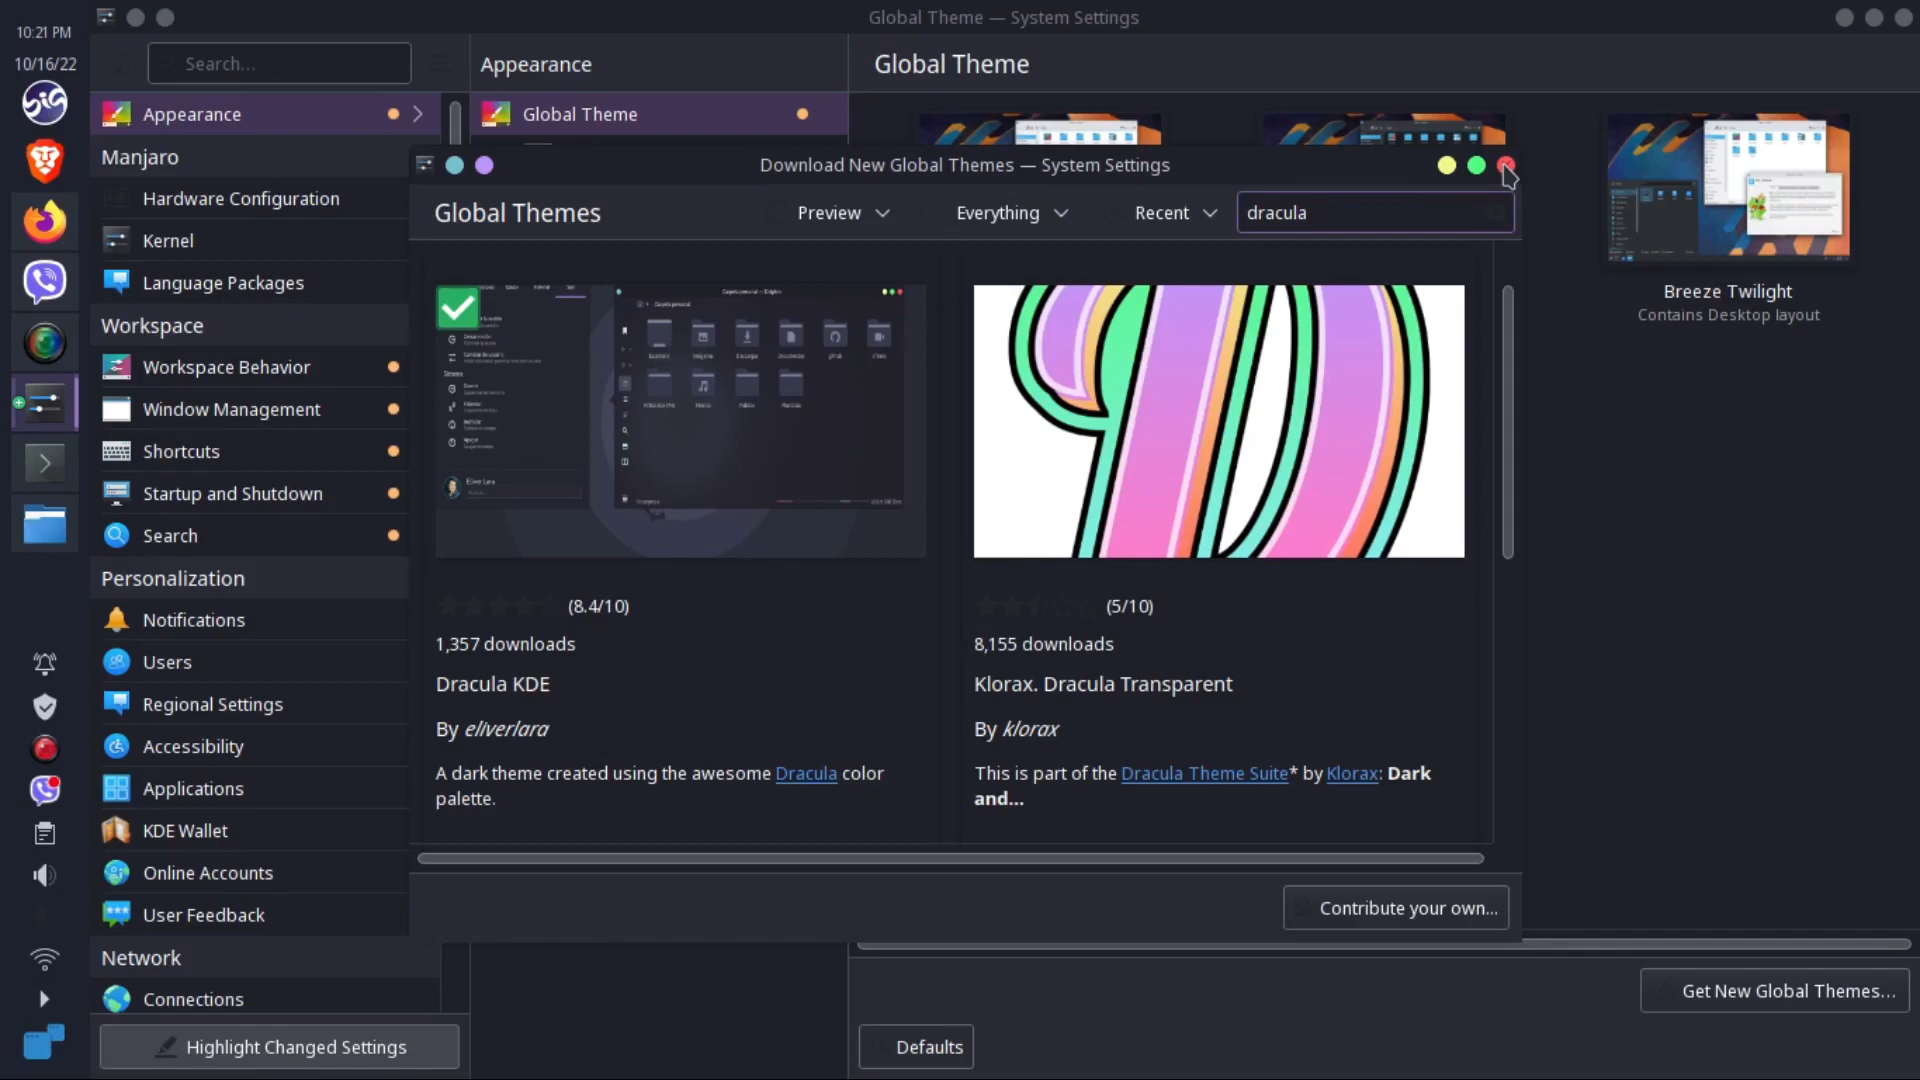 10:21 PM
10/16/22
Global Theme — System Settings
Search...
Appearance
Manjaro
Hardware Configuration
Kernel
Language Packages
Workspace
Workspace Behavior
Window Management
Shortcuts
Startup and Shutdown
Search
Personalization
Notifications
Users
Regional Settings
Accessibility
Applications
KDE Wallet
Online Accounts
User Feedback
Network
Connections
Highlight Changed Settings
Appearance
Global Theme
Global Theme
Breeze Twilight
Contains Desktop layout
Download New Global Themes — System Settings
Global Themes
Preview
Everything
Recent
dracula
(8.4/10)
1,357 downloads
Dracula KDE
By eliverlara
A dark theme created using the awesome Dracula color
palette.
(5/10)
8,155 downloads
Klorax. Dracula Transparent
By klorax
This is part of the Dracula Theme Suite* by Klorax: Dark
and...
Contribute your own...
Get New Global Themes...
Defaults